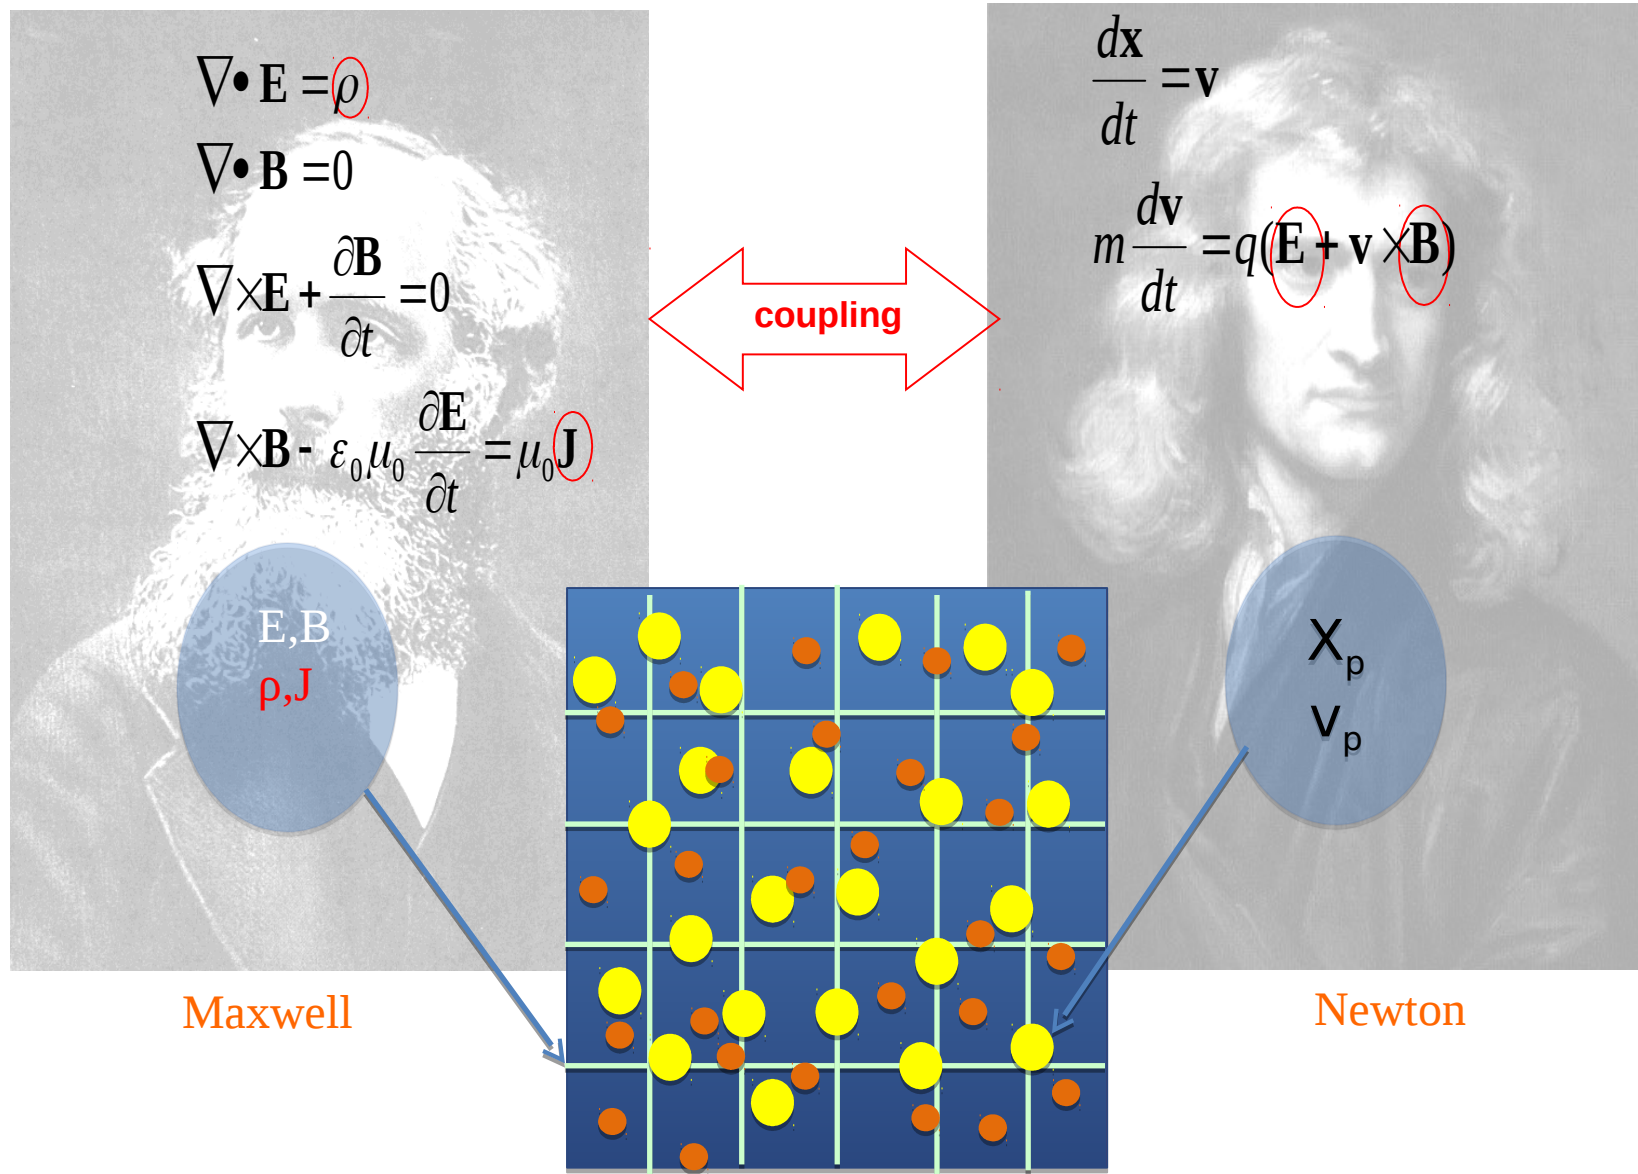 ∇• E = ρ
∇• B = 0
∇×E + ∂B/∂t = 0
∇×B - ε₀μ₀ ∂E/∂t = μ₀J
E,B
ρ,J
Maxwell
coupling
dx/dt = v
m dv/dt = q(E + v ×B)
Xₚ
vₚ
Newton